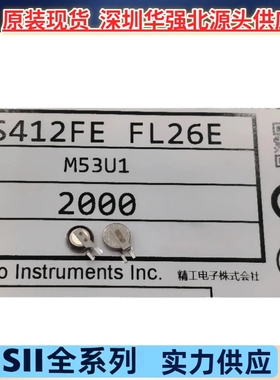 原装现货 深圳华强北源头供应
S412FE FL26E
M53U1
2000
o Instruments Inc.
精工电子株式会社
SII全系列 实力供应